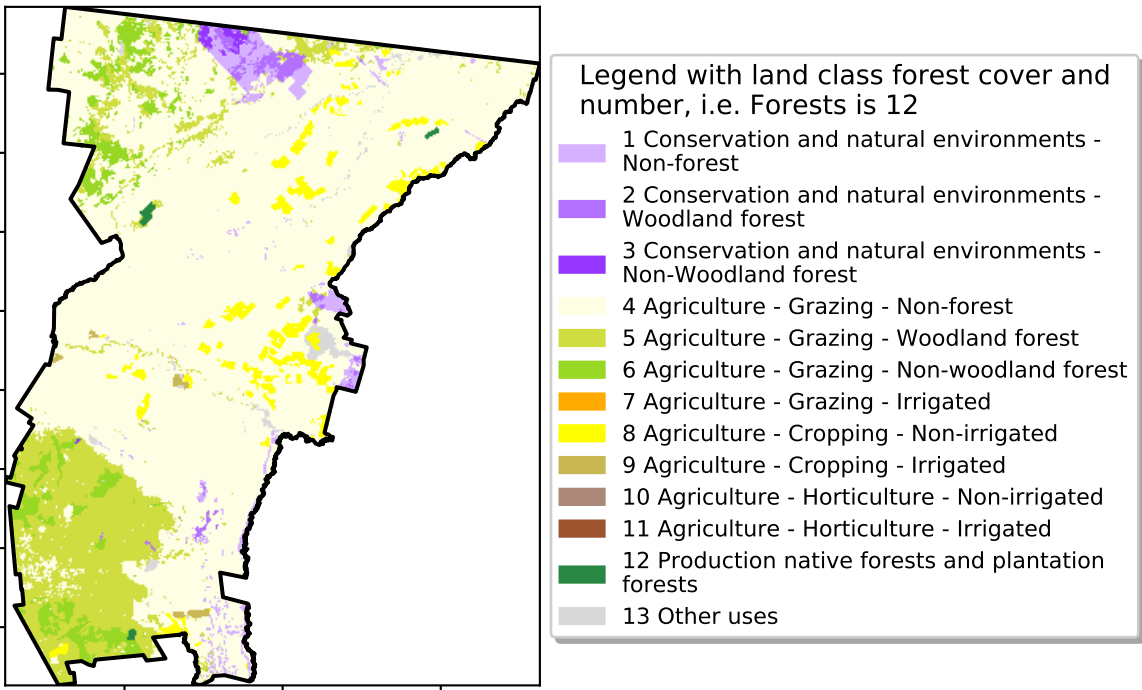 Legend with land class forest cover and
number, i.e. Forests is 12
1 Conservation and natural environments -
Non-forest
2 Conservation and natural environments -
Woodland forest
3 Conservation and natural environments -
Non-Woodland forest
4 Agriculture - Grazing - Non-forest
5 Agriculture - Grazing - Woodland forest
6 Agriculture - Grazing - Non-woodland forest
7 Agriculture - Grazing - Irrigated
8 Agriculture - Cropping - Non-irrigated
9 Agriculture - Cropping - Irrigated
10 Agriculture - Horticulture - Non-irrigated
11 Agriculture - Horticulture - Irrigated
12 Production native forests and plantation
forests
13 Other uses